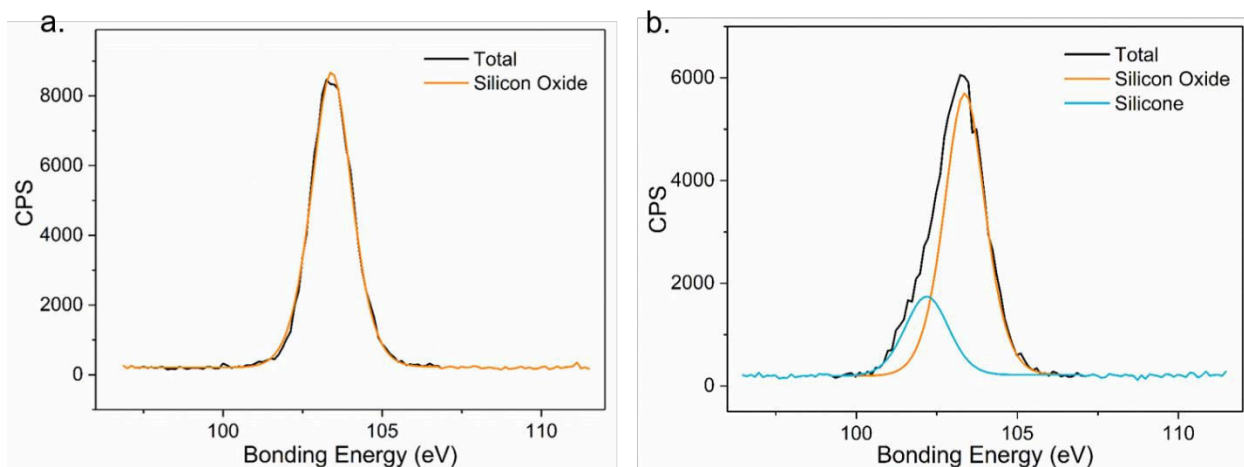 a.
Total
Silicon Oxide
8000
6000
4000
2000
0
CPS
100
105
110
Bonding Energy (eV)
b.
Total
Silicon Oxide
Silicone
6000
4000
2000
0
CPS
100
105
110
Bonding Energy (eV)